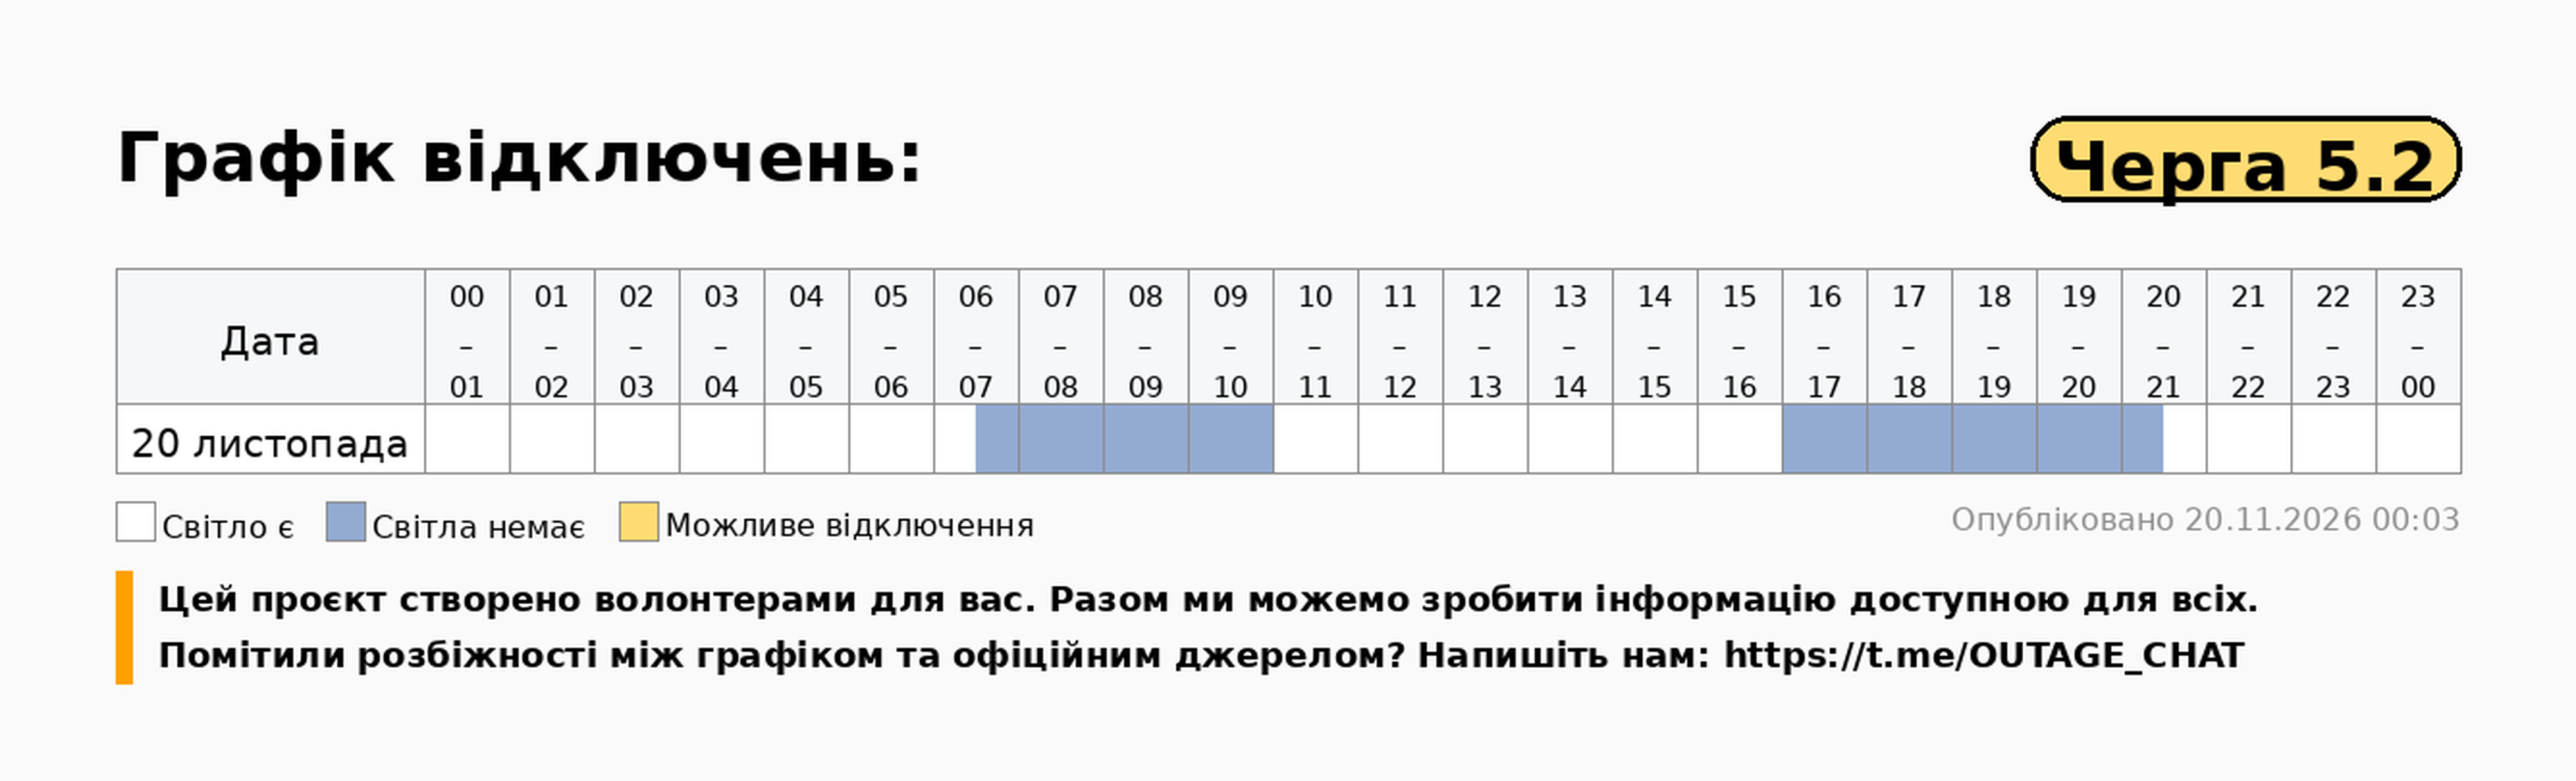 Графік відключень:
Черга 5.2
Дата
00 – 01
01 – 02
02 – 03
03 – 04
04 – 05
05 – 06
06 – 07
07 – 08
08 – 09
09 – 10
10 – 11
11 – 12
12 – 13
13 – 14
14 – 15
15 – 16
16 – 17
17 – 18
18 – 19
19 – 20
20 – 21
21 – 22
22 – 23
23 – 00
20 листопада
Світло є
Світла немає
Можливе відключення
Опубліковано 20.11.2026 00:03
Цей проєкт створено волонтерами для вас. Разом ми можемо зробити інформацію доступною для всіх.
Помітили розбіжності між графіком та офіційним джерелом? Напишіть нам: https://t.me/OUTAGE_CHAT